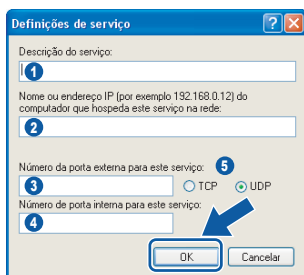 Definições de serviço
Descrição do serviço:
1
Nome ou endereço IP (por exemplo 192.168.0.12) do
computador que hospeda este serviço na rede:
2
Número da porta externa para este serviço: 5
3 TCP UDP
Número de porta interna para este serviço:
4
OK Cancelar